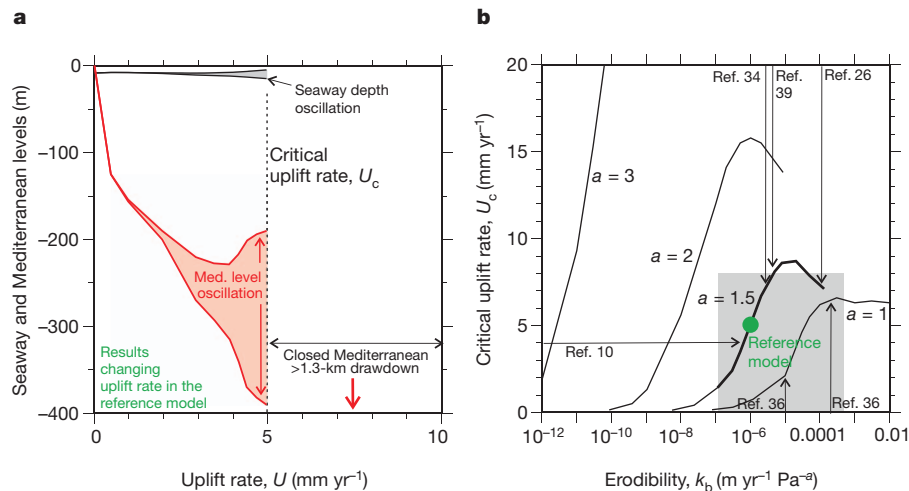 a
Seaway and Mediterranean levels (m)
0
−100
−200
−300
−400
Seaway depth
oscillation
Critical
uplift rate, Uc
Med. level
oscillation
Results
changing
uplift rate in the
reference model
Closed Mediterranean
>1.3-km drawdown
0
5
10
Uplift rate, U (mm yr⁻¹)
b
Critical uplift rate, Uc (mm yr⁻¹)
20
15
10
5
0
Ref. 34
Ref.
39
Ref. 26
a = 3
a = 2
a = 1.5
a = 1
Reference
model
Ref. 10
Ref. 36
Ref. 36
10⁻¹²
10⁻¹⁰
10⁻⁸
10⁻⁶
0.0001
0.01
Erodibility, kb (m yr⁻¹ Pa⁻ᵃ)